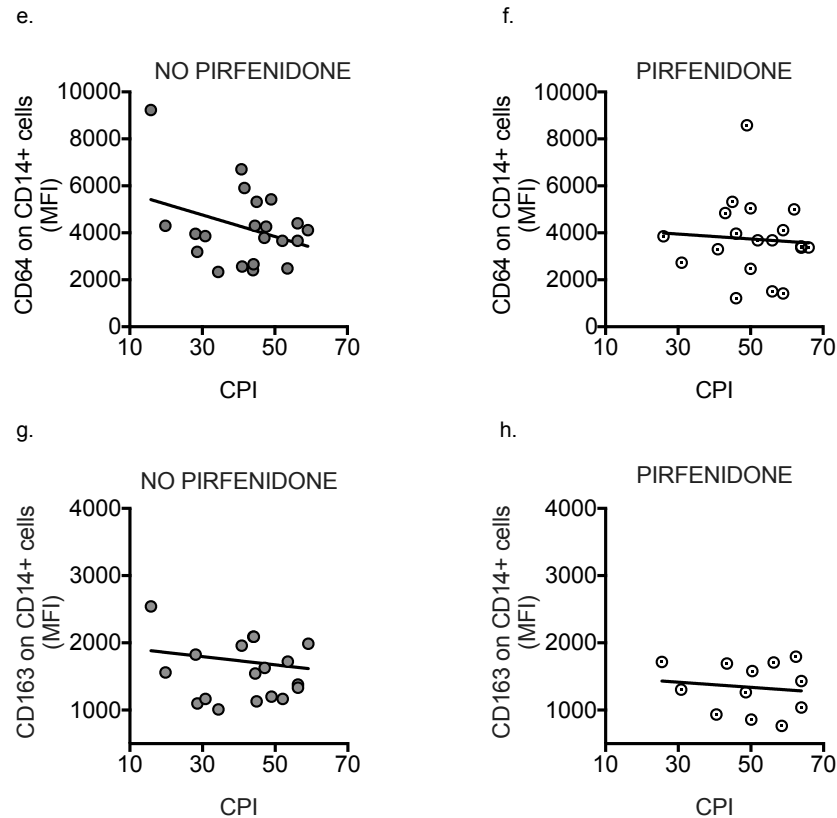 e.
NO PIRFENIDONE
CD64 on CD14+ cells
(MFI)
10000
8000
6000
4000
2000
0
10 30 50 70
CPI
f.
PIRFENIDONE
CD64 on CD14+ cells
(MFI)
10000
8000
6000
4000
2000
0
10 30 50 70
CPI
g.
NO PIRFENIDONE
CD163 on CD14+ cells
(MFI)
4000
3000
2000
1000
10 30 50 70
CPI
h.
PIRFENIDONE
CD163 on CD14+ cells
(MFI)
4000
3000
2000
1000
10 30 50 70
CPI